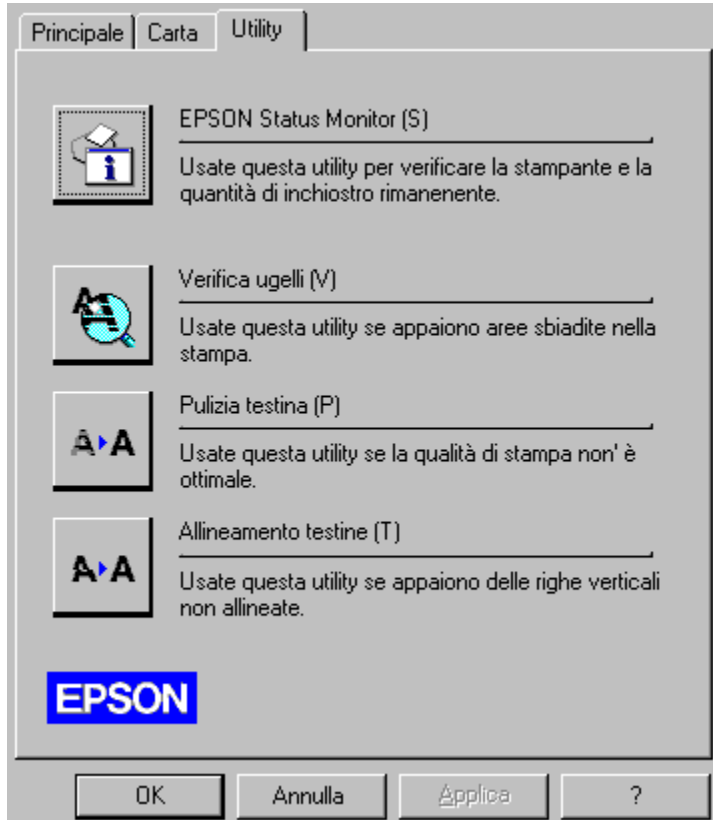 Principale Carta Utility
EPSON Status Monitor (S)
Usate questa utility per verificare la stampante e la
quantità di inchiostro rimanenente.
Verifica ugelli (V)
Usate questa utility se appaiono aree sbiadite nella
stampa.
Pulizia testina (P)
Usate questa utility se la qualità di stampa non' è
ottimale.
Allineamento testine (T)
Usate questa utility se appaiono delle righe verticali
non allineate.
EPSON
OK Annulla Applica ?